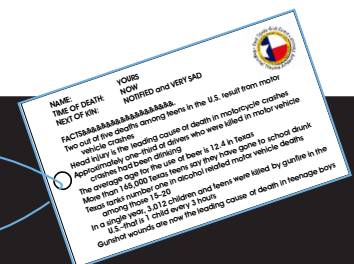 NAME: YOURS
TIME OF DEATH: NOW
NEXT OF KIN: NOTIFIED and VERY SAD
FACTS&&&&&&&&&&&&&&&&&&..
Two out of five deaths among teens in the U.S. result from motor
vehicle crashes
Head injury is the leading cause of death in motorcycle crashes
Approximately one-third of drivers who were killed in motor vehicle
crashes had been drinking
The average age for the use of beer is 12.4 in Texas
More than 165,000 Texas teens say they have gone to school drunk
Texas ranks number one in alcohol related motor vehicle deaths
among those 15-20
In a single year, 3,012 children and teens were killed by gunfire in the
U.S.-that is 1 child every 3 hours
Gunshot wounds are now the leading cause of death in teenage boys